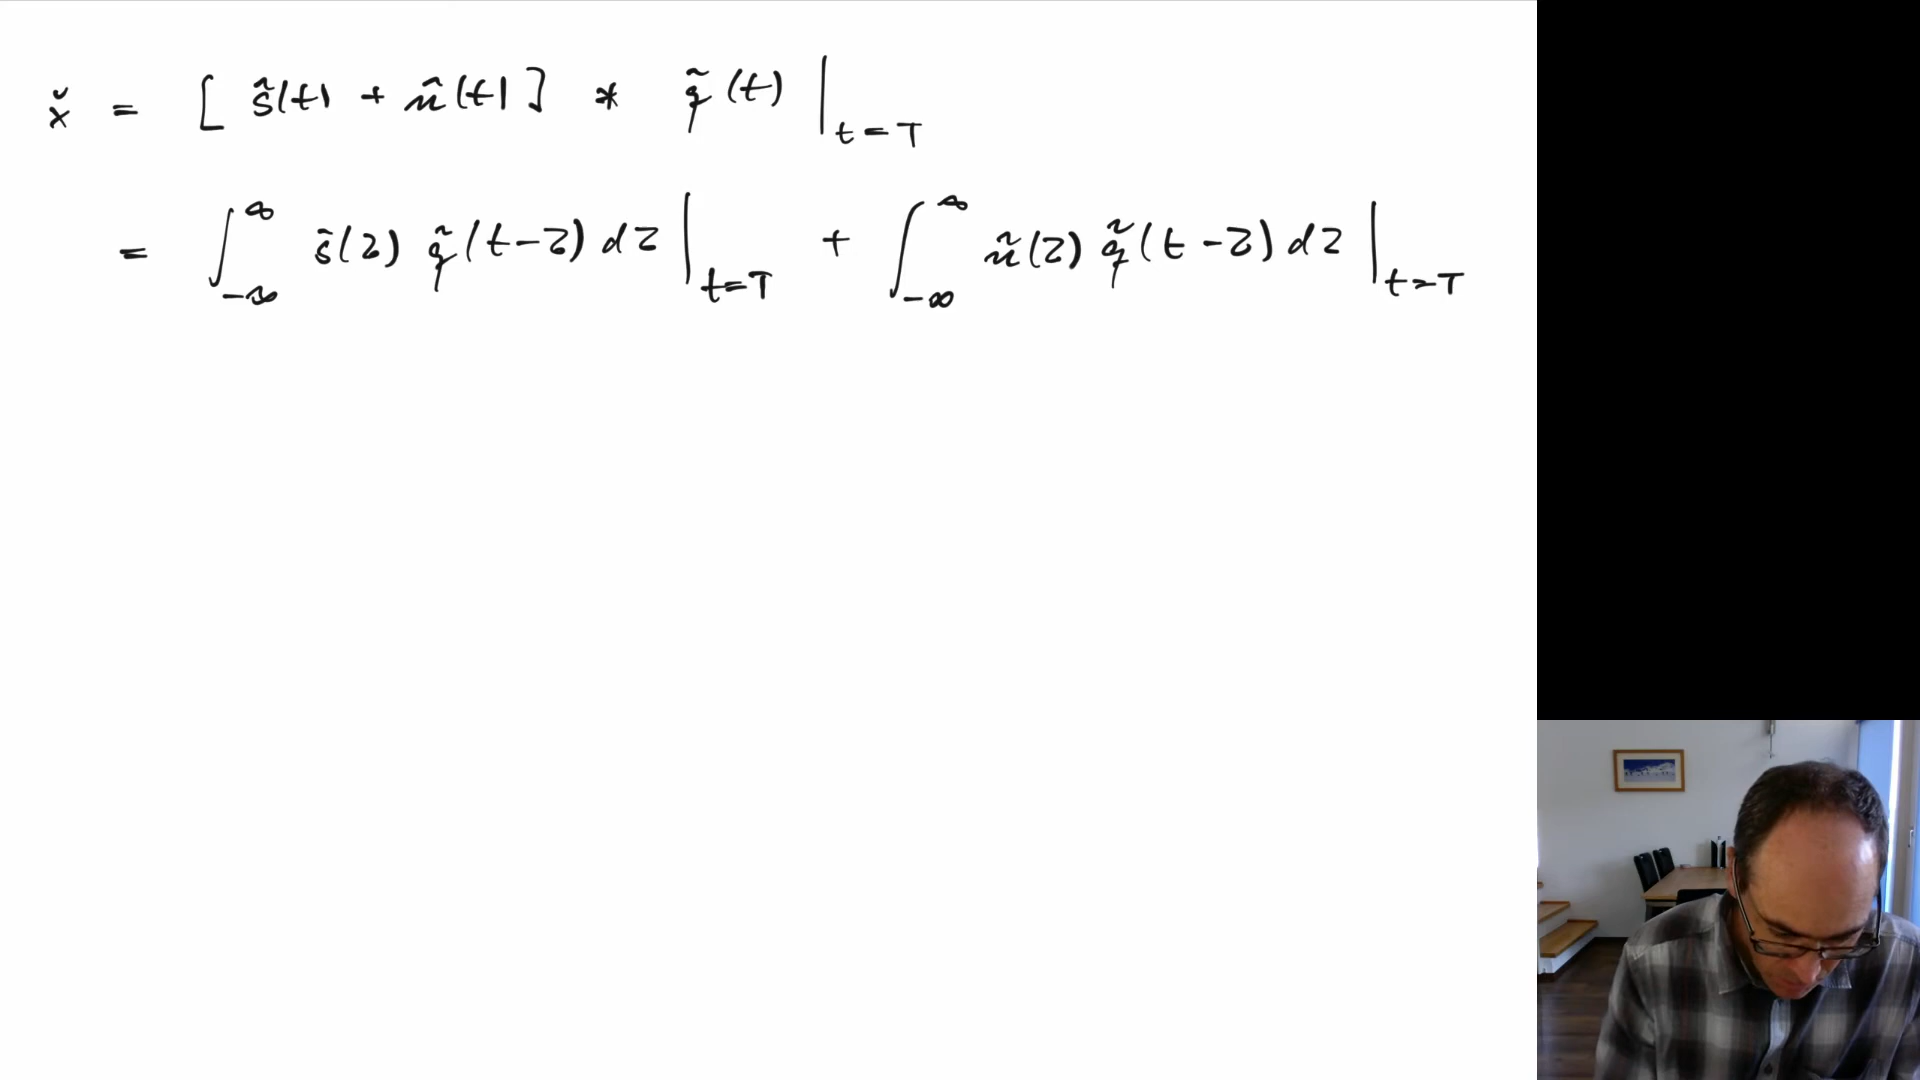 x̌ = [ ŝ(t) + n̂(t) ] * q̃(t) |_{t=T}
= ∫_{-∞}^{∞} s̃(τ) q̃(t-τ) dτ |_{t=T} + ∫_{-∞}^{∞} ñ(τ) q̃(t-τ) dτ |_{t=T}